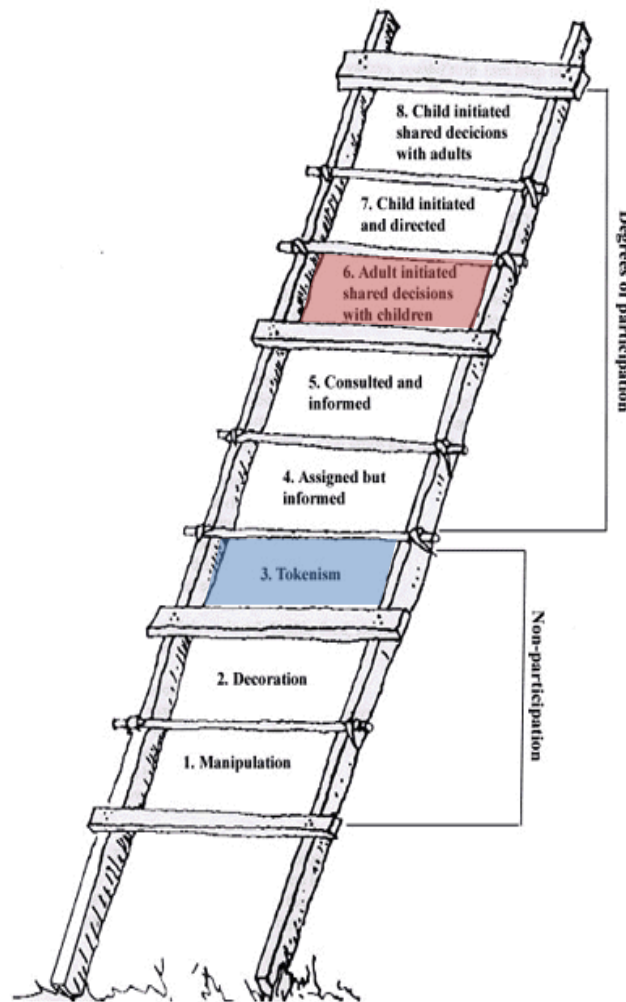 8. Child initiated
shared decicions
with adults
7. Child initiated
and directed
6. Adult initiated
shared decisions
with children
5. Consulted and
informed
4. Assigned but
informed
3. Tokenism
2. Decoration
1. Manipulation
Degrees of participation
Non-participation